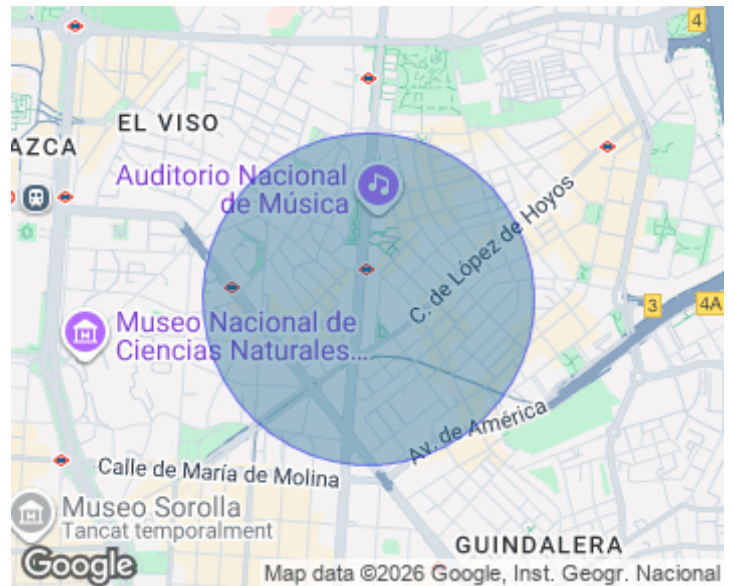 4
EL VISO
AZCA
Auditorio Nacional
de Música
C. de López de Hoyos
3
4A
Museo Nacional de
Ciencias Naturales...
Av. de América
Calle de María de Molina
Museo Sorolla
Tancat temporalment
GUINDALERA
Google
Map data ©2026 Google, Inst. Geogr. Nacional